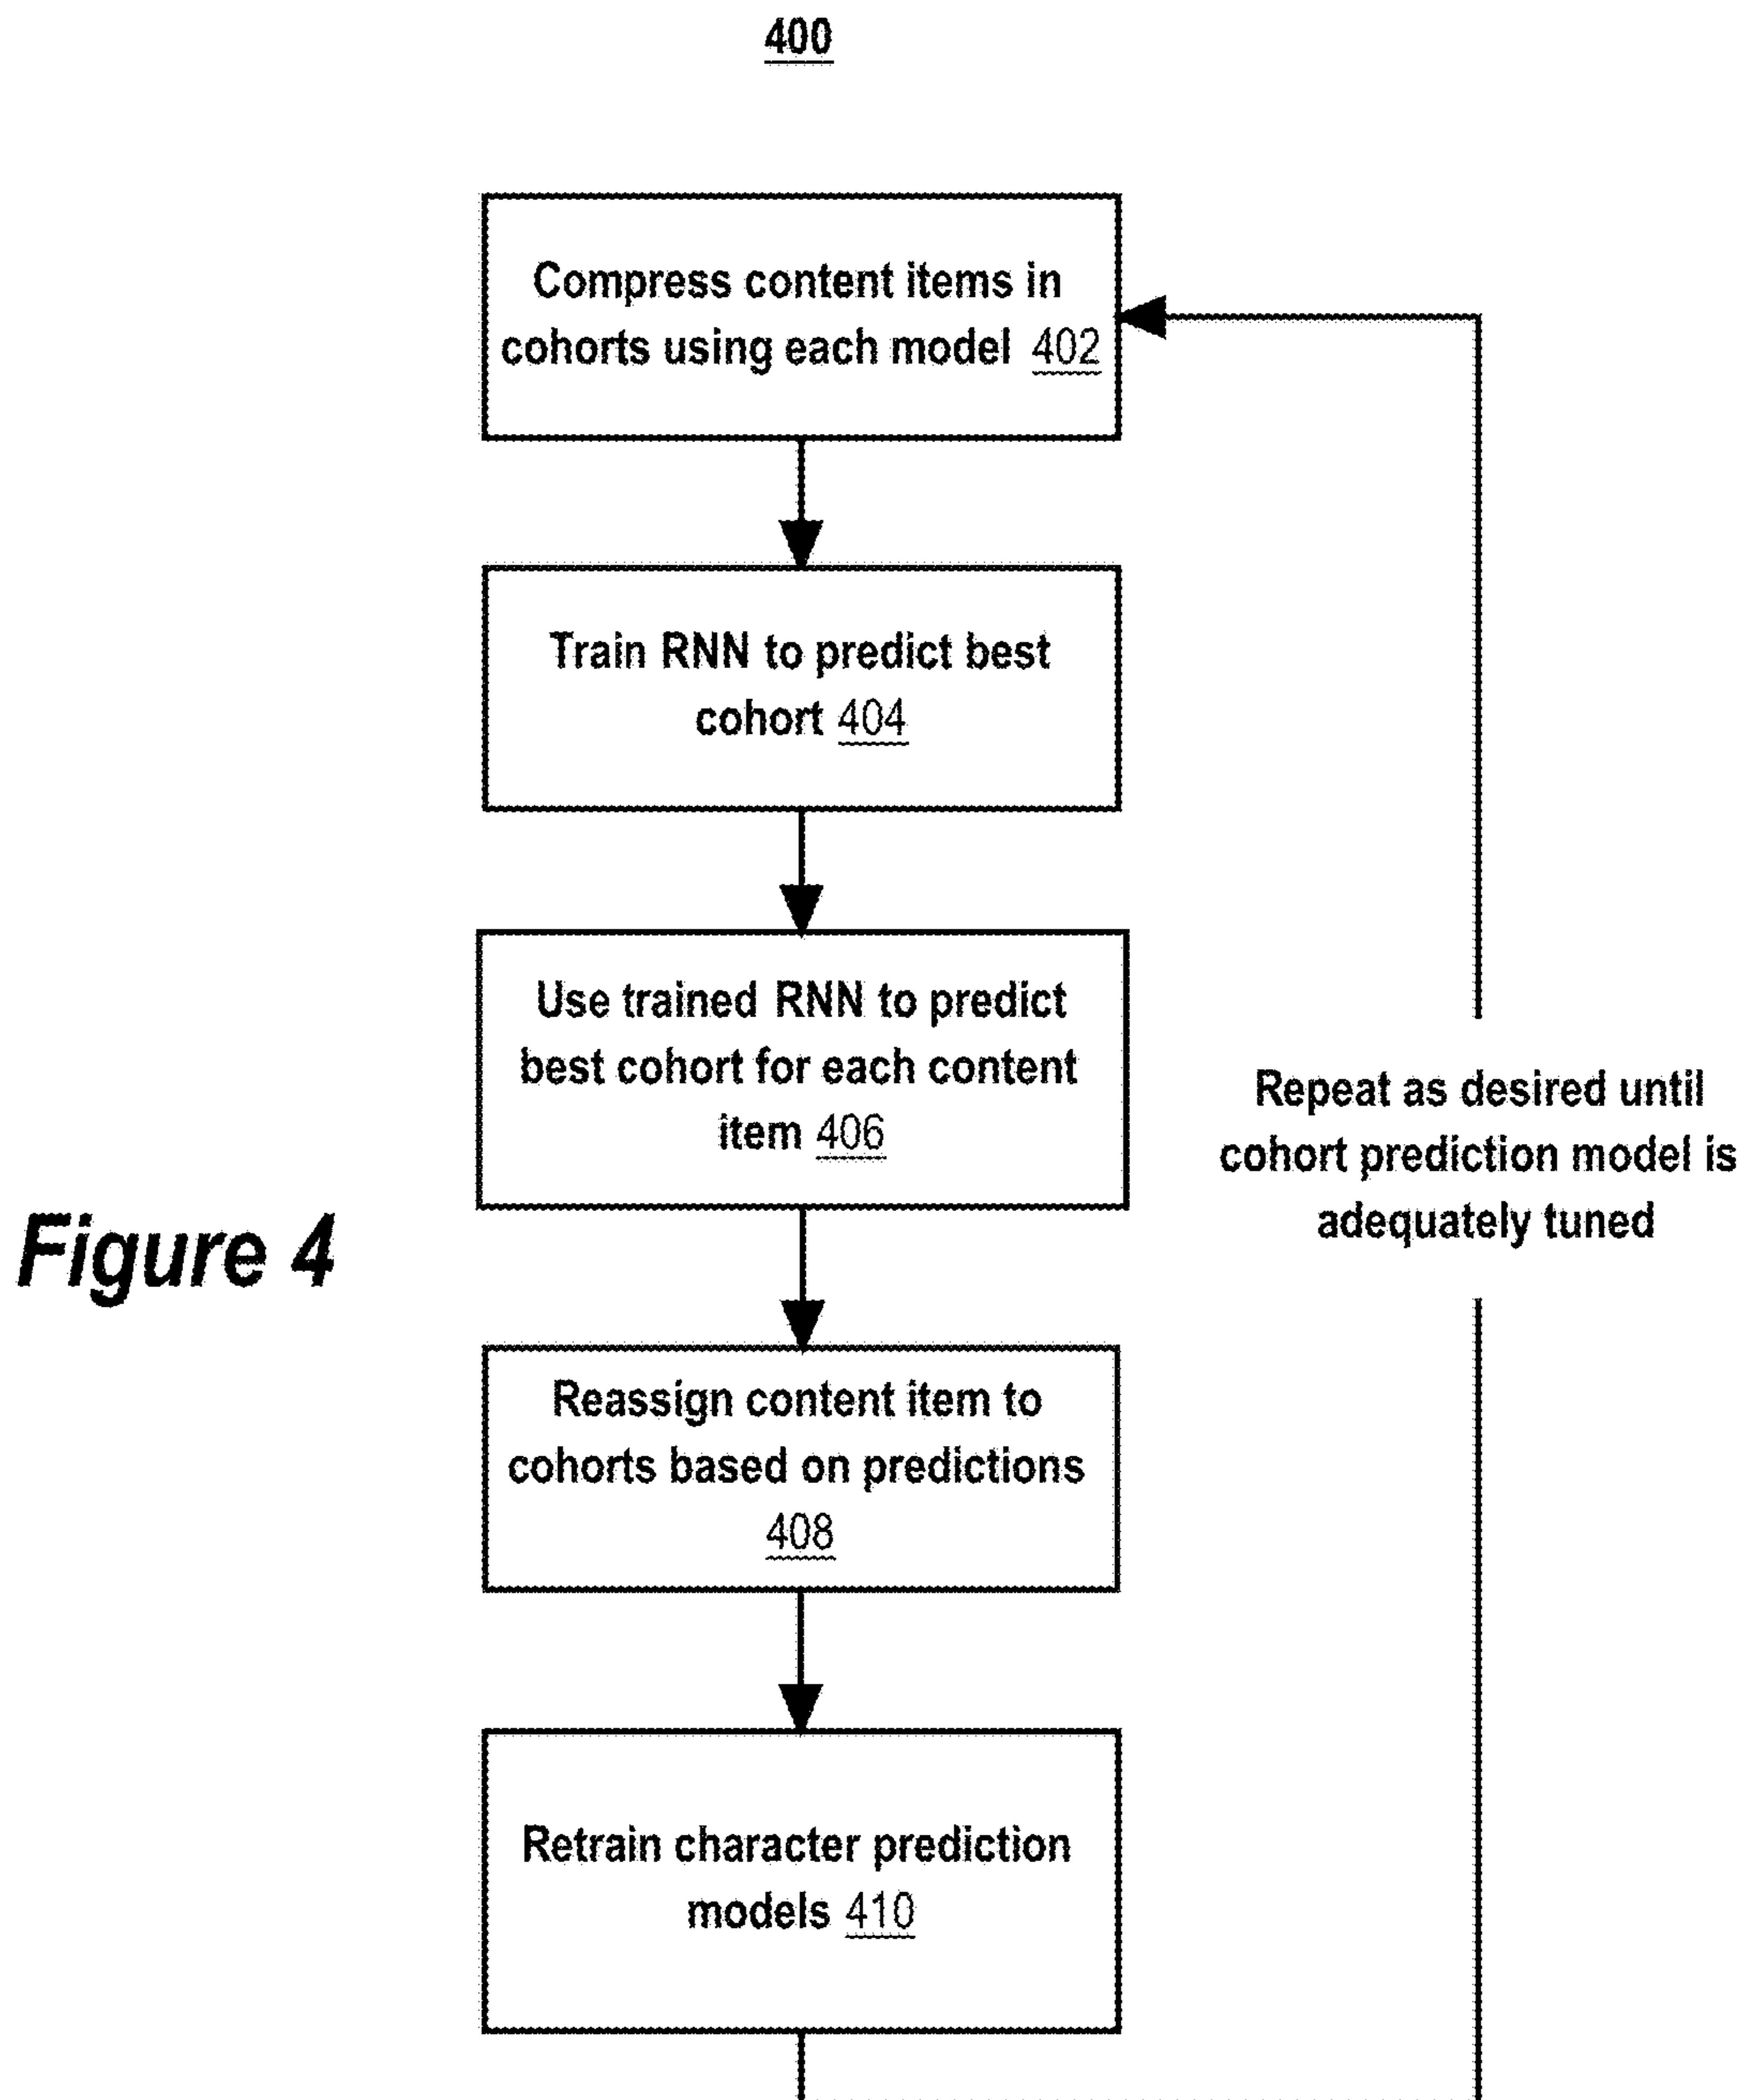 400
Compress content items in
cohorts using each model 402
Train RNN to predict best
cohort 404
Use trained RNN to predict
best cohort for each content
item 406
Reassign content item to
cohorts based on predictions
408
Retrain character prediction
models 410
Repeat as desired until
cohort prediction model is
adequately tuned
Figure 4